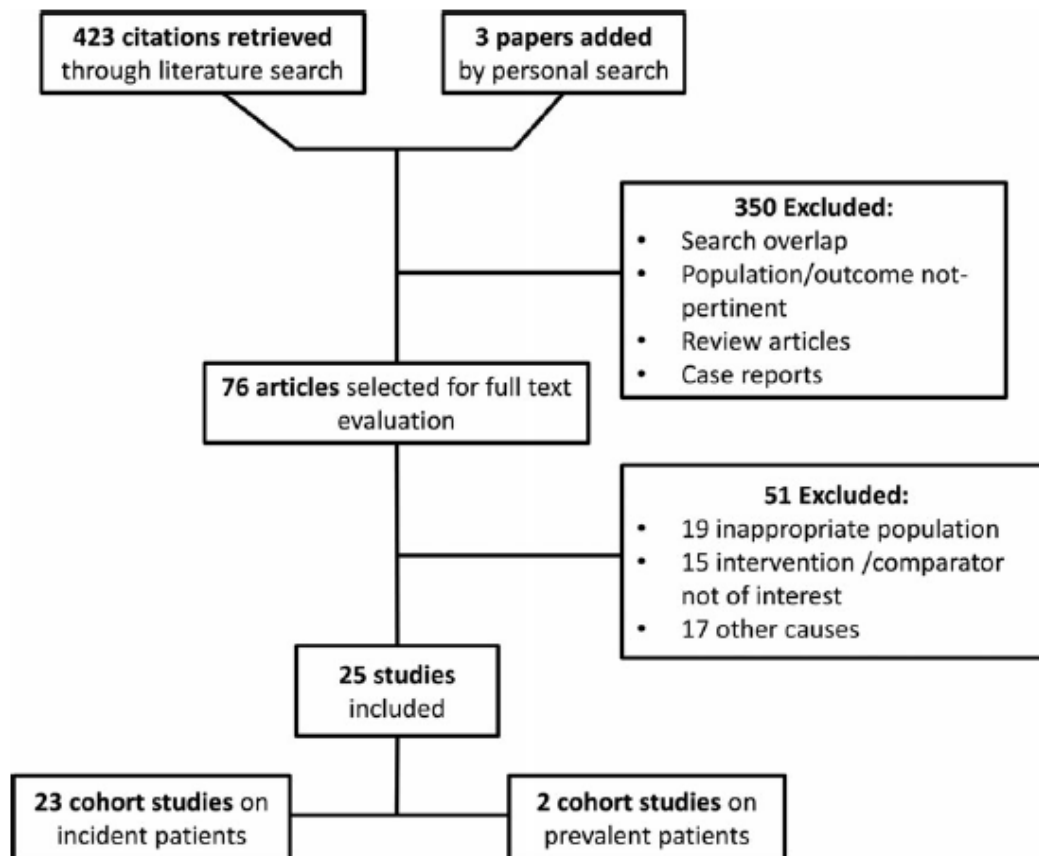 423 citations retrieved
through literature search
3 papers added
by personal search
350 Excluded:
• Search overlap
• Population/outcome not-
pertinent
• Review articles
• Case reports
76 articles selected for full text
evaluation
51 Excluded:
• 19 inappropriate population
• 15 intervention /comparator
not of interest
• 17 other causes
25 studies
included
23 cohort studies on
incident patients
2 cohort studies on
prevalent patients